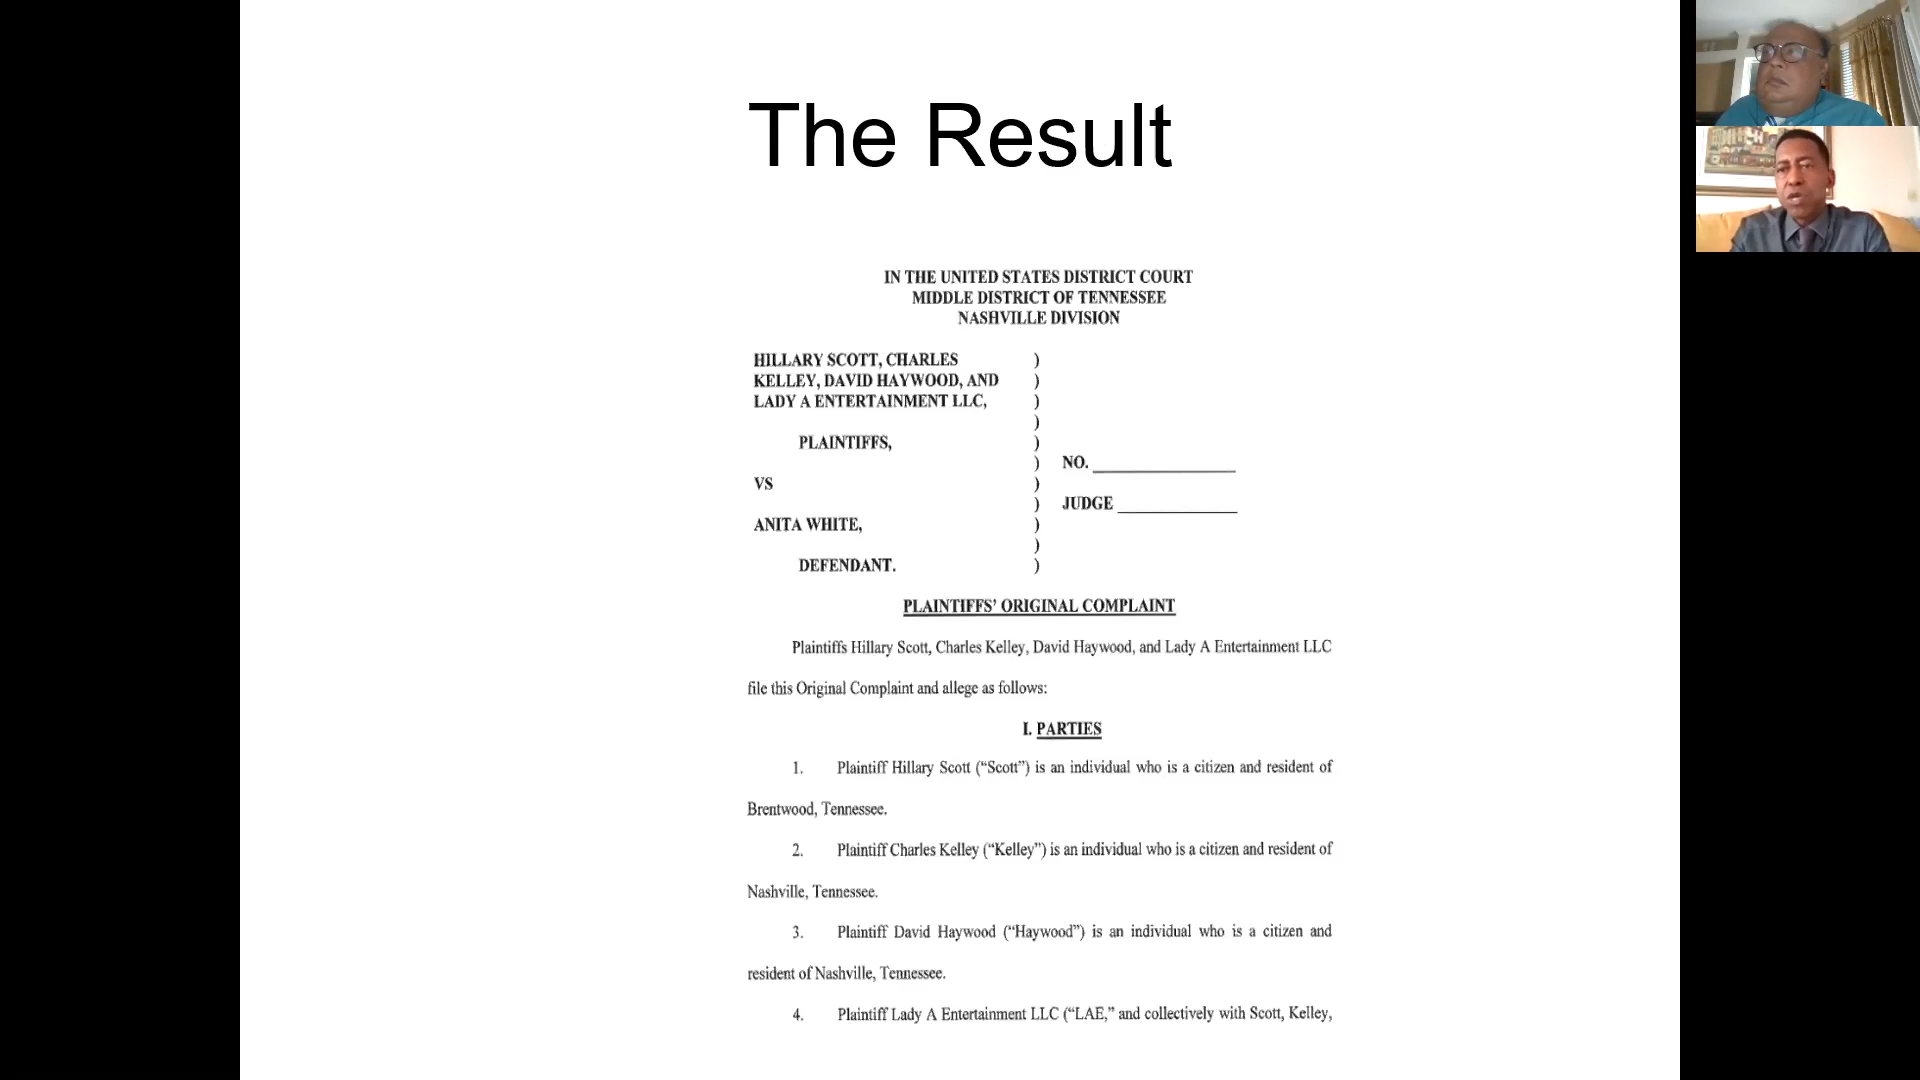 The Result
IN THE UNITED STATES DISTRICT COURT
MIDDLE DISTRICT OF TENNESSEE
NASHVILLE DIVISION
HILLARY SCOTT, CHARLES )
KELLEY, DAVID HAYWOOD, AND )
LADY A ENTERTAINMENT LLC, )
)
PLAINTIFFS, )
) NO. ____________
VS )
) JUDGE __________
ANITA WHITE, )
)
DEFENDANT. )
PLAINTIFFS’ ORIGINAL COMPLAINT
Plaintiffs Hillary Scott, Charles Kelley, David Haywood, and Lady A Entertainment LLC
file this Original Complaint and allege as follows:
I. PARTIES
1. Plaintiff Hillary Scott (“Scott”) is an individual who is a citizen and resident of
Brentwood, Tennessee.
2. Plaintiff Charles Kelley (“Kelley”) is an individual who is a citizen and resident of
Nashville, Tennessee.
3. Plaintiff David Haywood (“Haywood”) is an individual who is a citizen and
resident of Nashville, Tennessee.
4. Plaintiff Lady A Entertainment LLC (“LAE,” and collectively with Scott, Kelley,